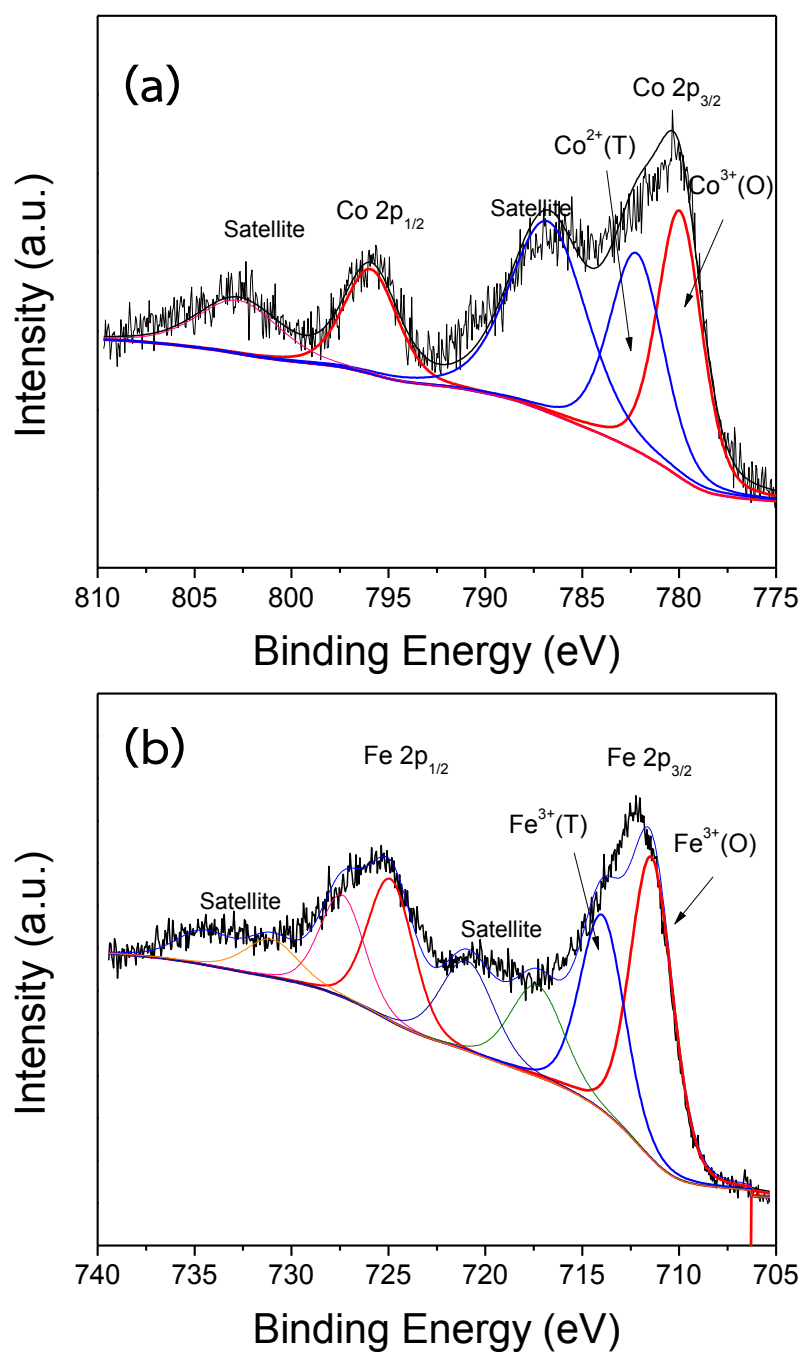 (a)
Co 2p3/2
Co2+(T)
Co3+(O)
Satellite
Co 2p1/2
Satellite
Intensity (a.u.)
810 805 800 795 790 785 780 775
Binding Energy (eV)
(b)
Fe 2p1/2
Fe 2p3/2
Fe3+(T)
Fe3+(O)
Satellite
Satellite
Intensity (a.u.)
740 735 730 725 720 715 710 705
Binding Energy (eV)